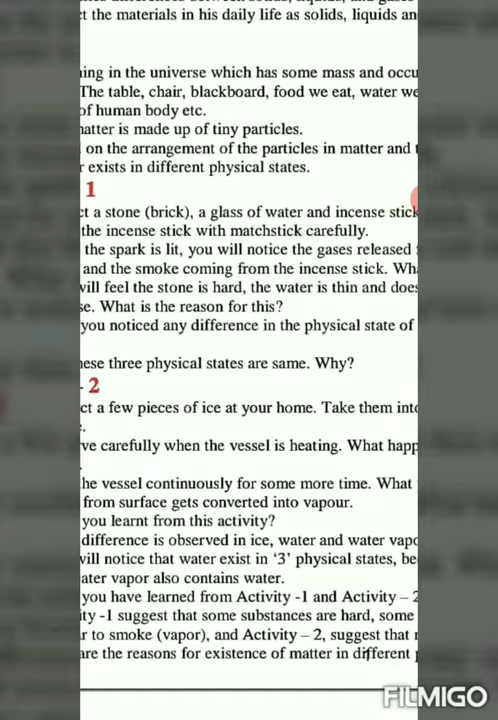 t the materials in his daily life as solids, liquids an
ing in the universe which has some mass and occu
The table, chair, blackboard, food we eat, water we
of human body etc.
atter is made up of tiny particles.
on the arrangement of the particles in matter and
exists in different physical states.
1
ct a stone (brick), a glass of water and incense stick
the incense stick with matchstick carefully.
the spark is lit, you will notice the gases released
and the smoke coming from the incense stick. Wh
will feel the stone is hard, the water is thin and does
se. What is the reason for this?
you noticed any difference in the physical state of
hese three physical states are same. Why?
- 2
ct a few pieces of ice at your home. Take them into
ve carefully when the vessel is heating. What happ
he vessel continuously for some more time. What
from surface gets converted into vapour.
you learnt from this activity?
difference is observed in ice, water and water vapo
will notice that water exist in ‘3’ physical states, be
ater vapor also contains water.
you have learned from Activity -1 and Activity – 2
ity -1 suggest that some substances are hard, some
r to smoke (vapor), and Activity – 2, suggest that
are the reasons for existence of matter in different
FILMIGO